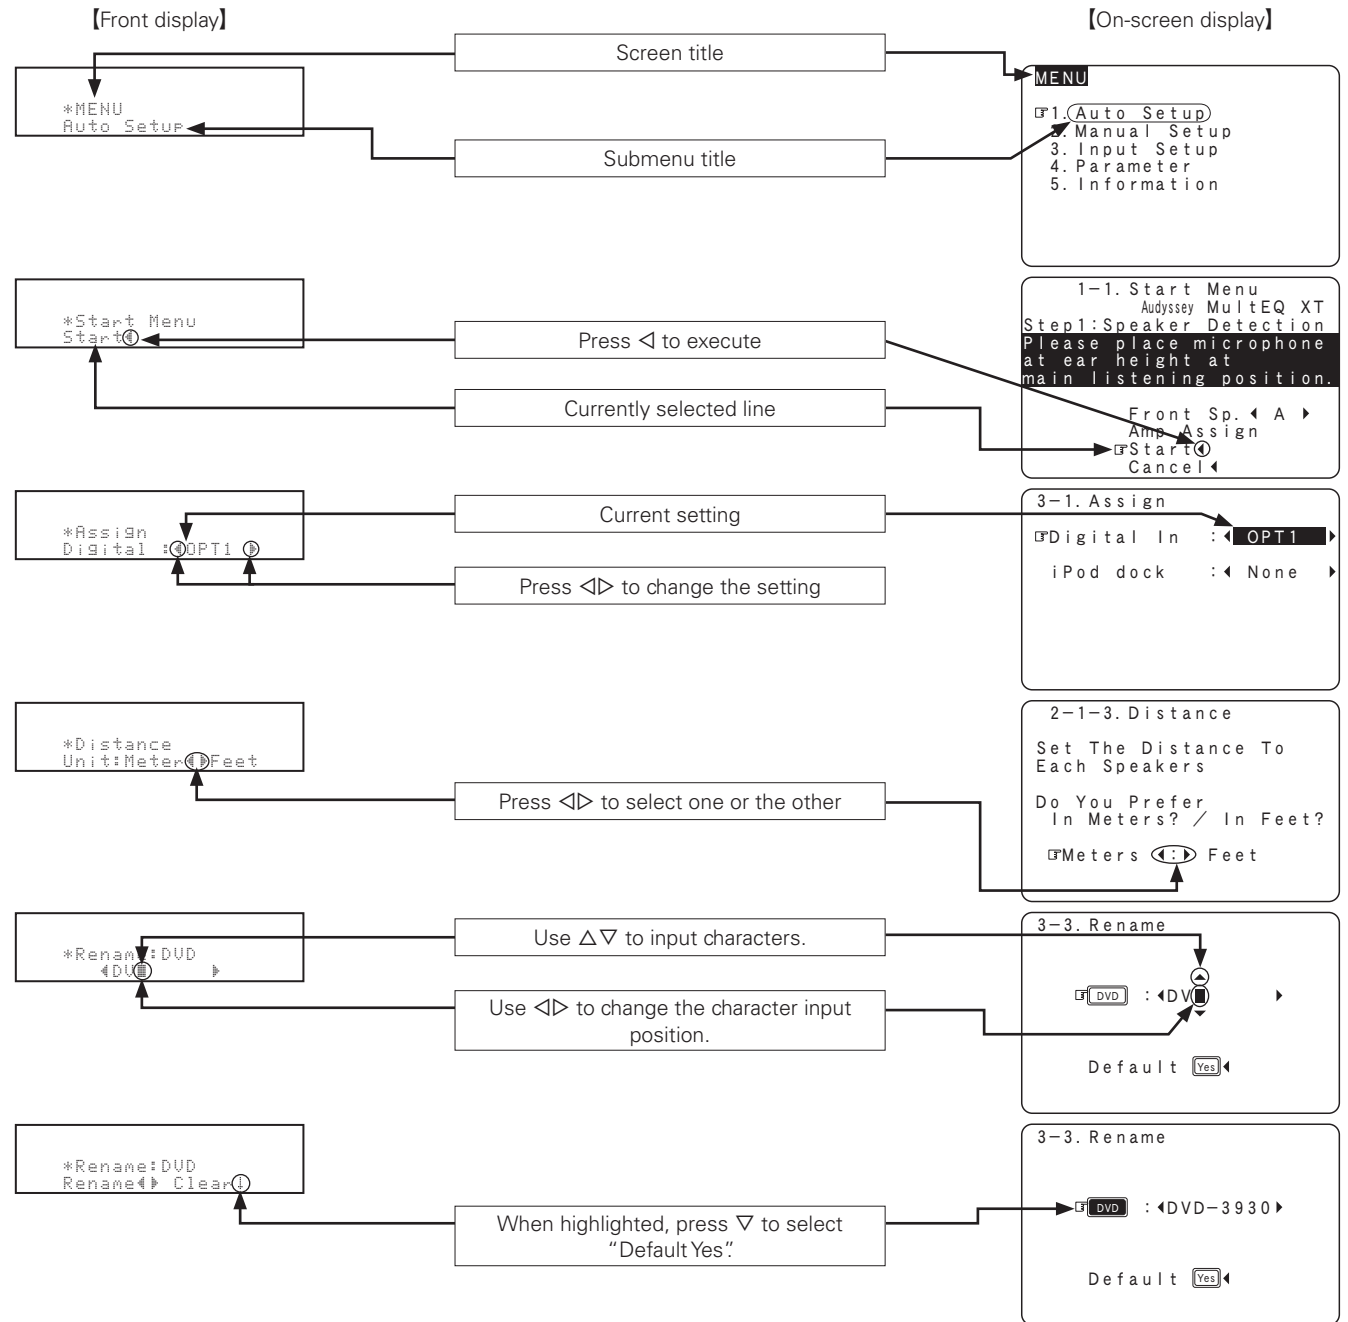 【Front display】
【On-screen display】
Screen title
*MENU
Auto Setup
MENU
☞1. Auto Setup
2. Manual Setup
3. Input Setup
4. Parameter
5. Information
Submenu title
*Start Menu
Start◀
Press ◁ to execute
Currently selected line
1-1. Start Menu
Audyssey MultEQ XT
Step1:Speaker Detection
Please place microphone
at ear height at
main listening position.
Front Sp.◀ A ▶
Amp Assign
☞Start◀
Cancel◀
*Assign
Digital :◀OPT1 ▶
Current setting
Press ◁▷ to change the setting
3-1. Assign
☞Digital In :◀ OPT1 ▶
iPod dock :◀ None ▶
*Distance
Unit:Meter◀▶Feet
Press ◁▷ to select one or the other
2-1-3. Distance
Set The Distance To
Each Speakers
Do You Prefer
In Meters? / In Feet?
☞Meters ◀:▶ Feet
*Rename:DVD
◀DV■ ▶
Use △▽ to input characters.
Use ◁▷ to change the character input
position.
3-3. Rename
☞DVD :◀DV■ ▶
Default Yes◀
*Rename:DVD
Rename◀▶ Clear↓
When highlighted, press ▽ to select
“Default Yes”.
3-3. Rename
☞DVD :◀DVD-3930▶
Default Yes◀